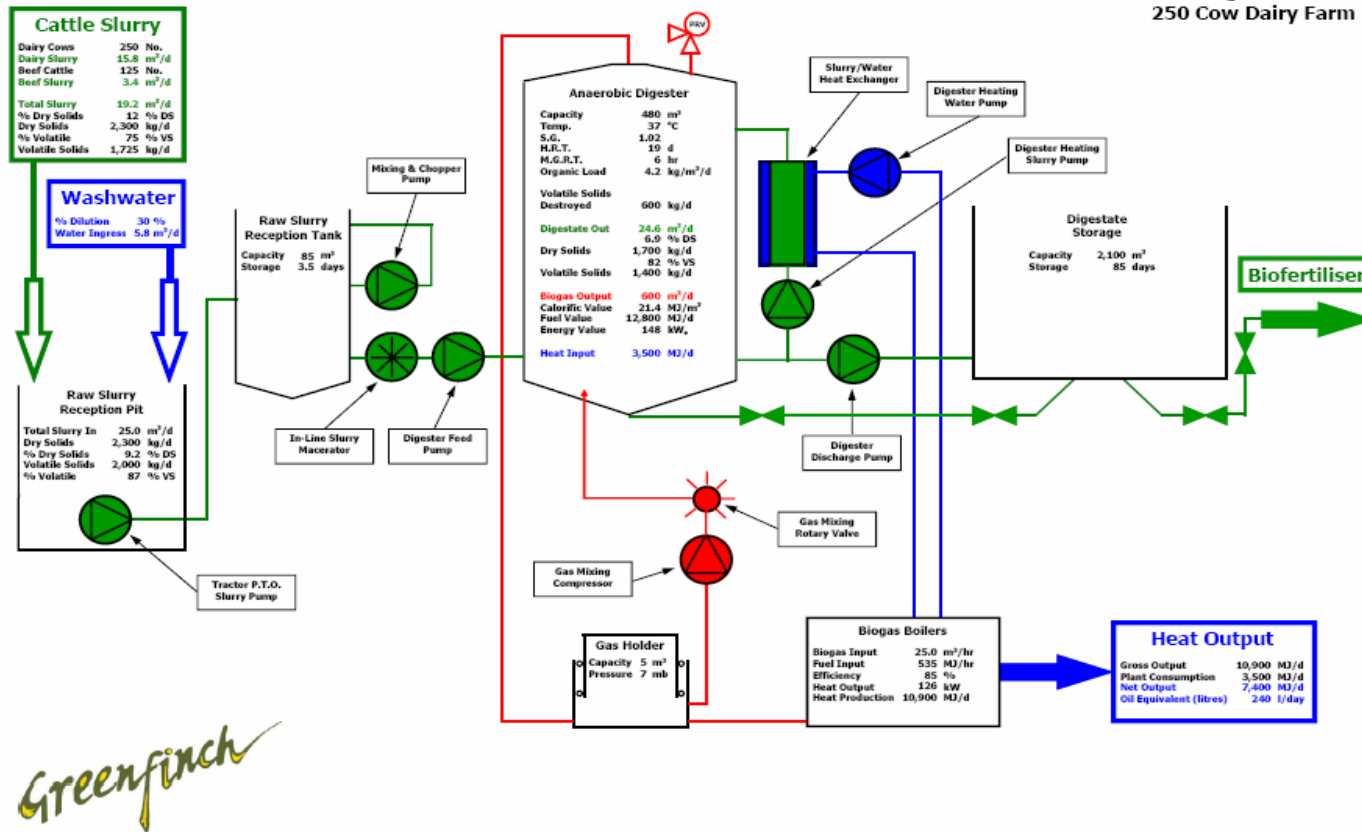 250 Cow Dairy Farm
Cattle Slurry
Dairy Cows 250 No.
Dairy Slurry 15.8 m³/d
Beef Cattle 125 No.
Beef Slurry 3.4 m³/d
Total Slurry 19.2 m³/d
% Dry Solids 12 % DS
Dry Solids 2,300 kg/d
% Volatile 75 % VS
Volatile Solids 1,725 kg/d
Washwater
% Dilution 30 %
Water Ingress 5.8 m³/d
Raw Slurry
Reception Pit
Total Slurry In 25.0 m³/d
Dry Solids 2,300 kg/d
% Dry Solids 9.2 % DS
Volatile Solids 2,000 kg/d
% Volatile 87 % VS
Tractor P.T.O.
Slurry Pump
Raw Slurry
Reception Tank
Capacity 85 m³
Storage 3.5 days
Mixing & Chopper
Pump
In-Line Slurry
Macerator
Digester Feed
Pump
PRV
Anaerobic Digester
Capacity 480 m³
Temp. 37 °C
S.G. 1.02
H.R.T. 19 d
M.G.R.T. 6 hr
Organic Load 4.2 kg/m³/d
Volatile Solids
Destroyed 600 kg/d
Digestate Out 24.6 m³/d
6.9 % DS
Dry Solids 1,700 kg/d
82 % VS
Volatile Solids 1,400 kg/d
Biogas Output 600 m³/d
Calorific Value 21.4 MJ/m³
Fuel Value 12,800 MJ/d
Energy Value 148 kWe
Heat Input 3,500 MJ/d
Slurry/Water
Heat Exchanger
Digester Heating
Water Pump
Digester Heating
Slurry Pump
Digester
Discharge Pump
Digestate
Storage
Capacity 2,100 m³
Storage 85 days
Biofertiliser
Gas Mixing
Rotary Valve
Gas Mixing
Compressor
Gas Holder
Capacity 5 m³
Pressure 7 mb
Biogas Boilers
Biogas Input 25.0 m³/hr
Fuel Input 535 MJ/hr
Efficiency 85 %
Heat Output 126 kW
Heat Production 10,900 MJ/d
Heat Output
Gross Output 10,900 MJ/d
Plant Consumption 3,500 MJ/d
Net Output 7,400 MJ/d
Oil Equivalent (litres) 240 l/day
Greenfinch